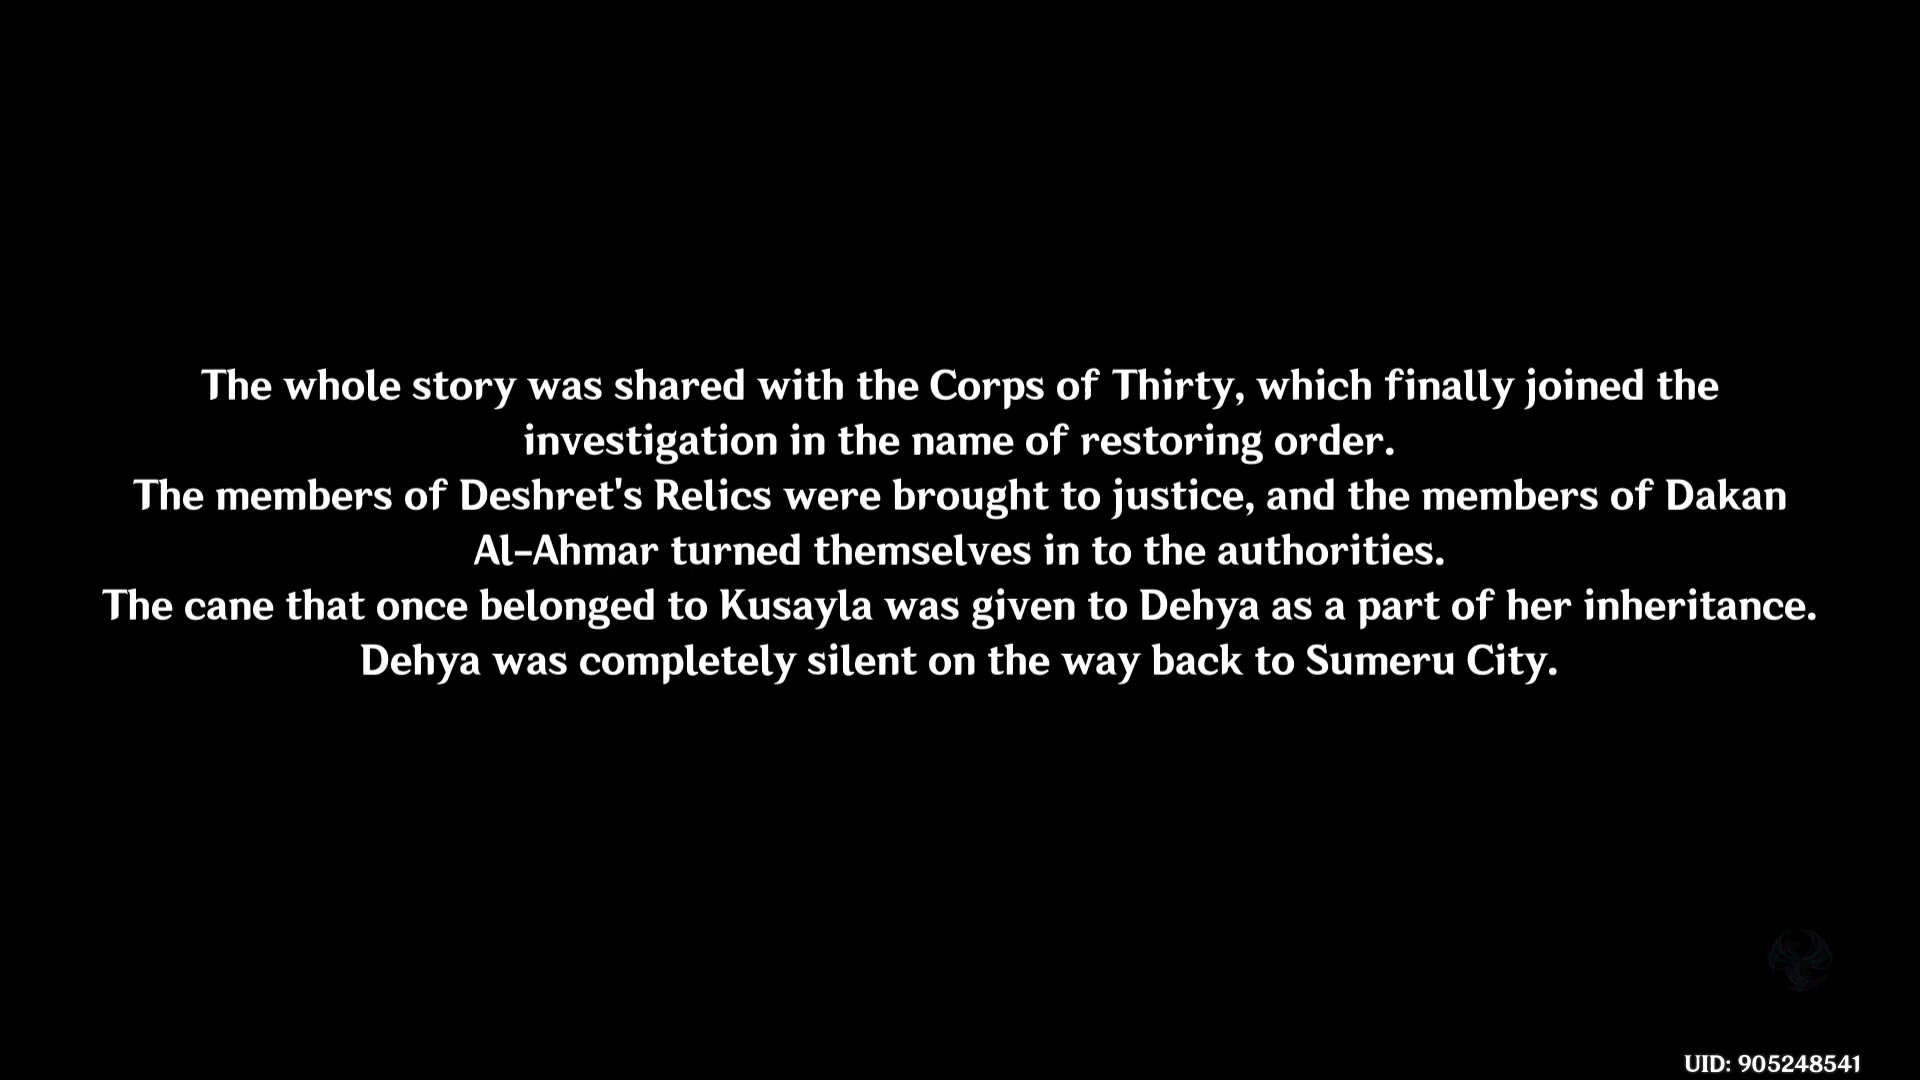 The whole story was shared with the Corps of Thirty, which finally joined the
investigation in the name of restoring order.
The members of Deshret's Relics were brought to justice, and the members of Dakan
Al-Ahmar turned themselves in to the authorities.
The cane that once belonged to Kusayla was given to Dehya as a part of her inheritance.
Dehya was completely silent on the way back to Sumeru City.
UID: 905248541